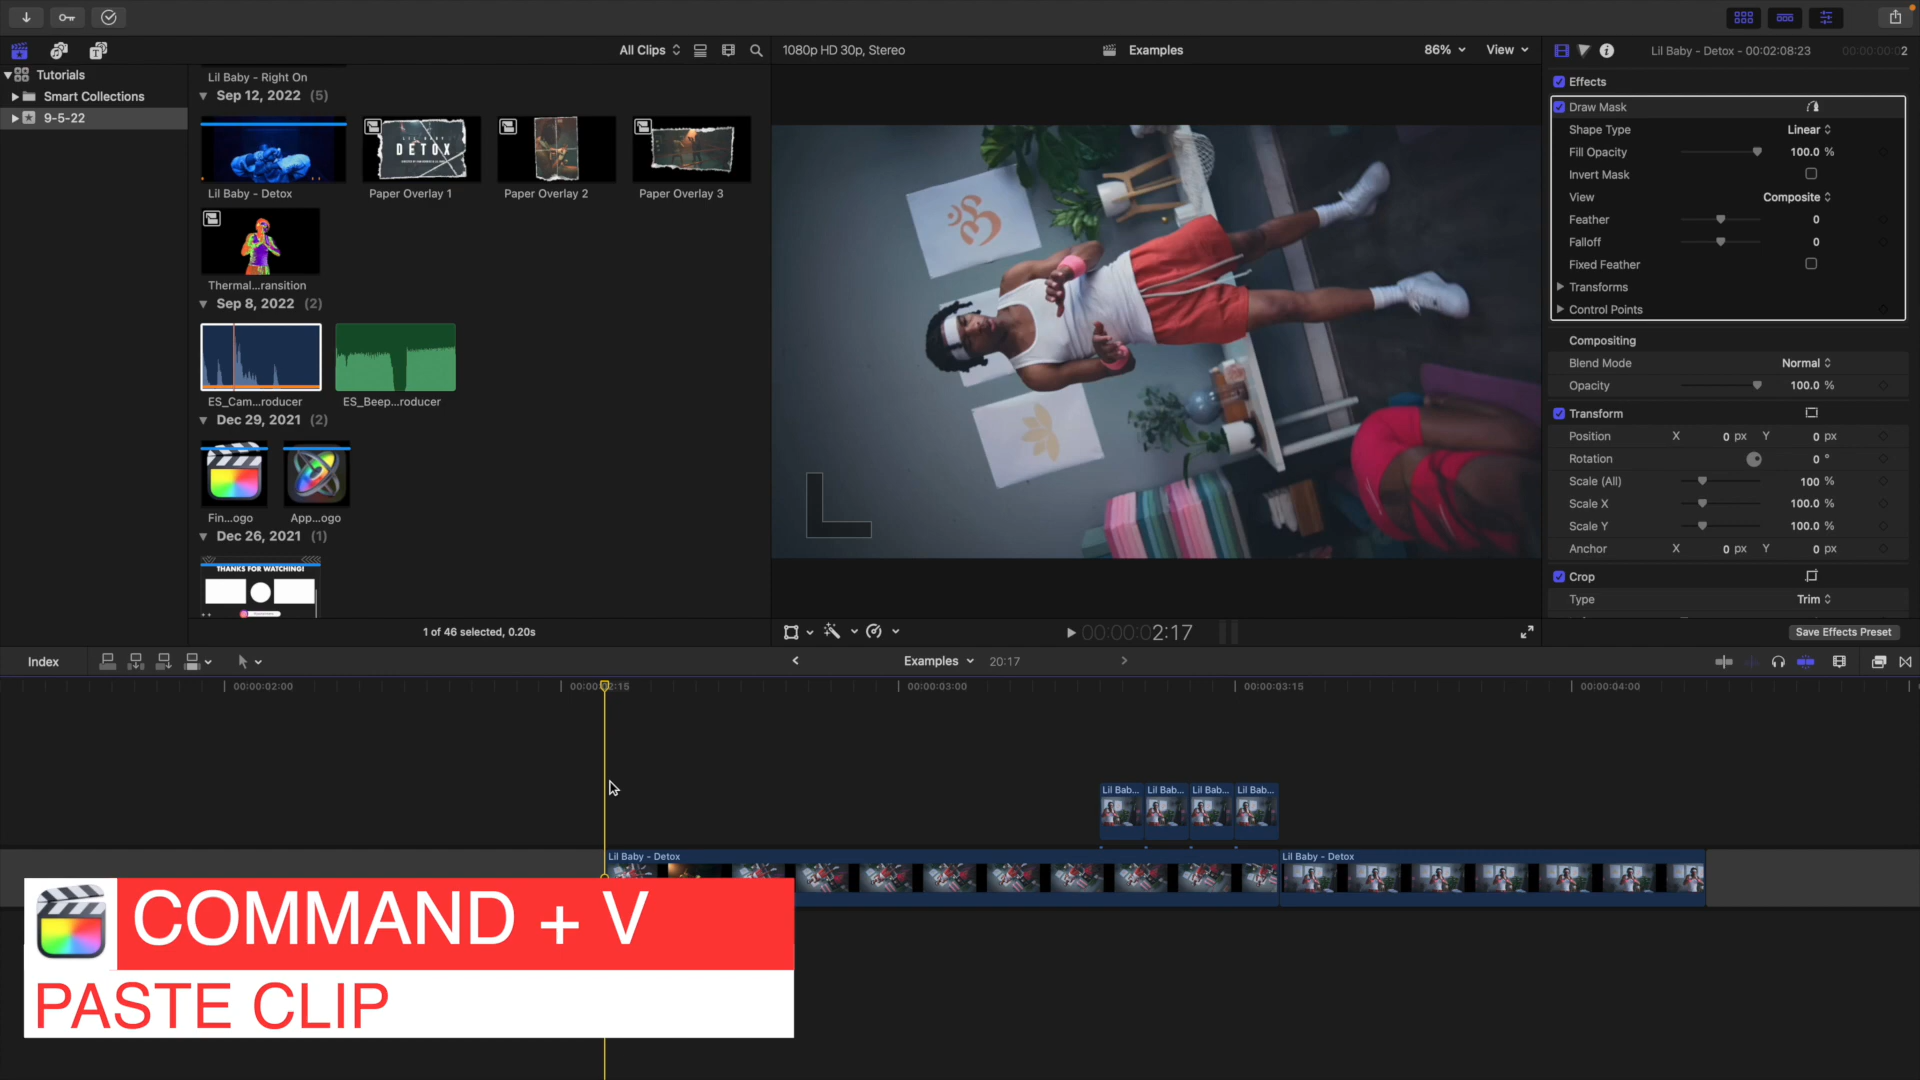 All Clips
1080p HD 30p, Stereo
Examples
86%
View
Lil Baby - Detox - 00:02:08:23
00:00:00:02
Tutorials
Smart Collections
9-5-22
Lil Baby - Right On
Sep 12, 2022 (5)
DETOX
Lil Baby - Detox
Paper Overlay 1
Paper Overlay 2
Paper Overlay 3
Thermal...ransition
Sep 8, 2022 (2)
ES_Cam...roducer
ES_Beep...roducer
Dec 29, 2021 (2)
Fin...ogo
App...ogo
Dec 26, 2021 (1)
THANKS FOR WATCHING!
1 of 46 selected, 0.20s
00:00:02:17
Effects
Draw Mask
Shape Type Linear
Fill Opacity 100.0 %
Invert Mask
View Composite
Feather 0
Falloff 0
Fixed Feather
Transforms
Control Points
Compositing
Blend Mode Normal
Opacity 100.0 %
Transform
Position X 0 px Y 0 px
Rotation 0 °
Scale (All) 100 %
Scale X 100.0 %
Scale Y 100.0 %
Anchor X 0 px Y 0 px
Crop
Type Trim
Save Effects Preset
Index
Examples
20:17
00:00:02:00
00:00:02:15
00:00:03:00
00:00:03:15
00:00:04:00
Lil Bab...
Lil Bab...
Lil Bab...
Lil Bab...
Lil Baby - Detox
Lil Baby - Detox
COMMAND + V
PASTE CLIP